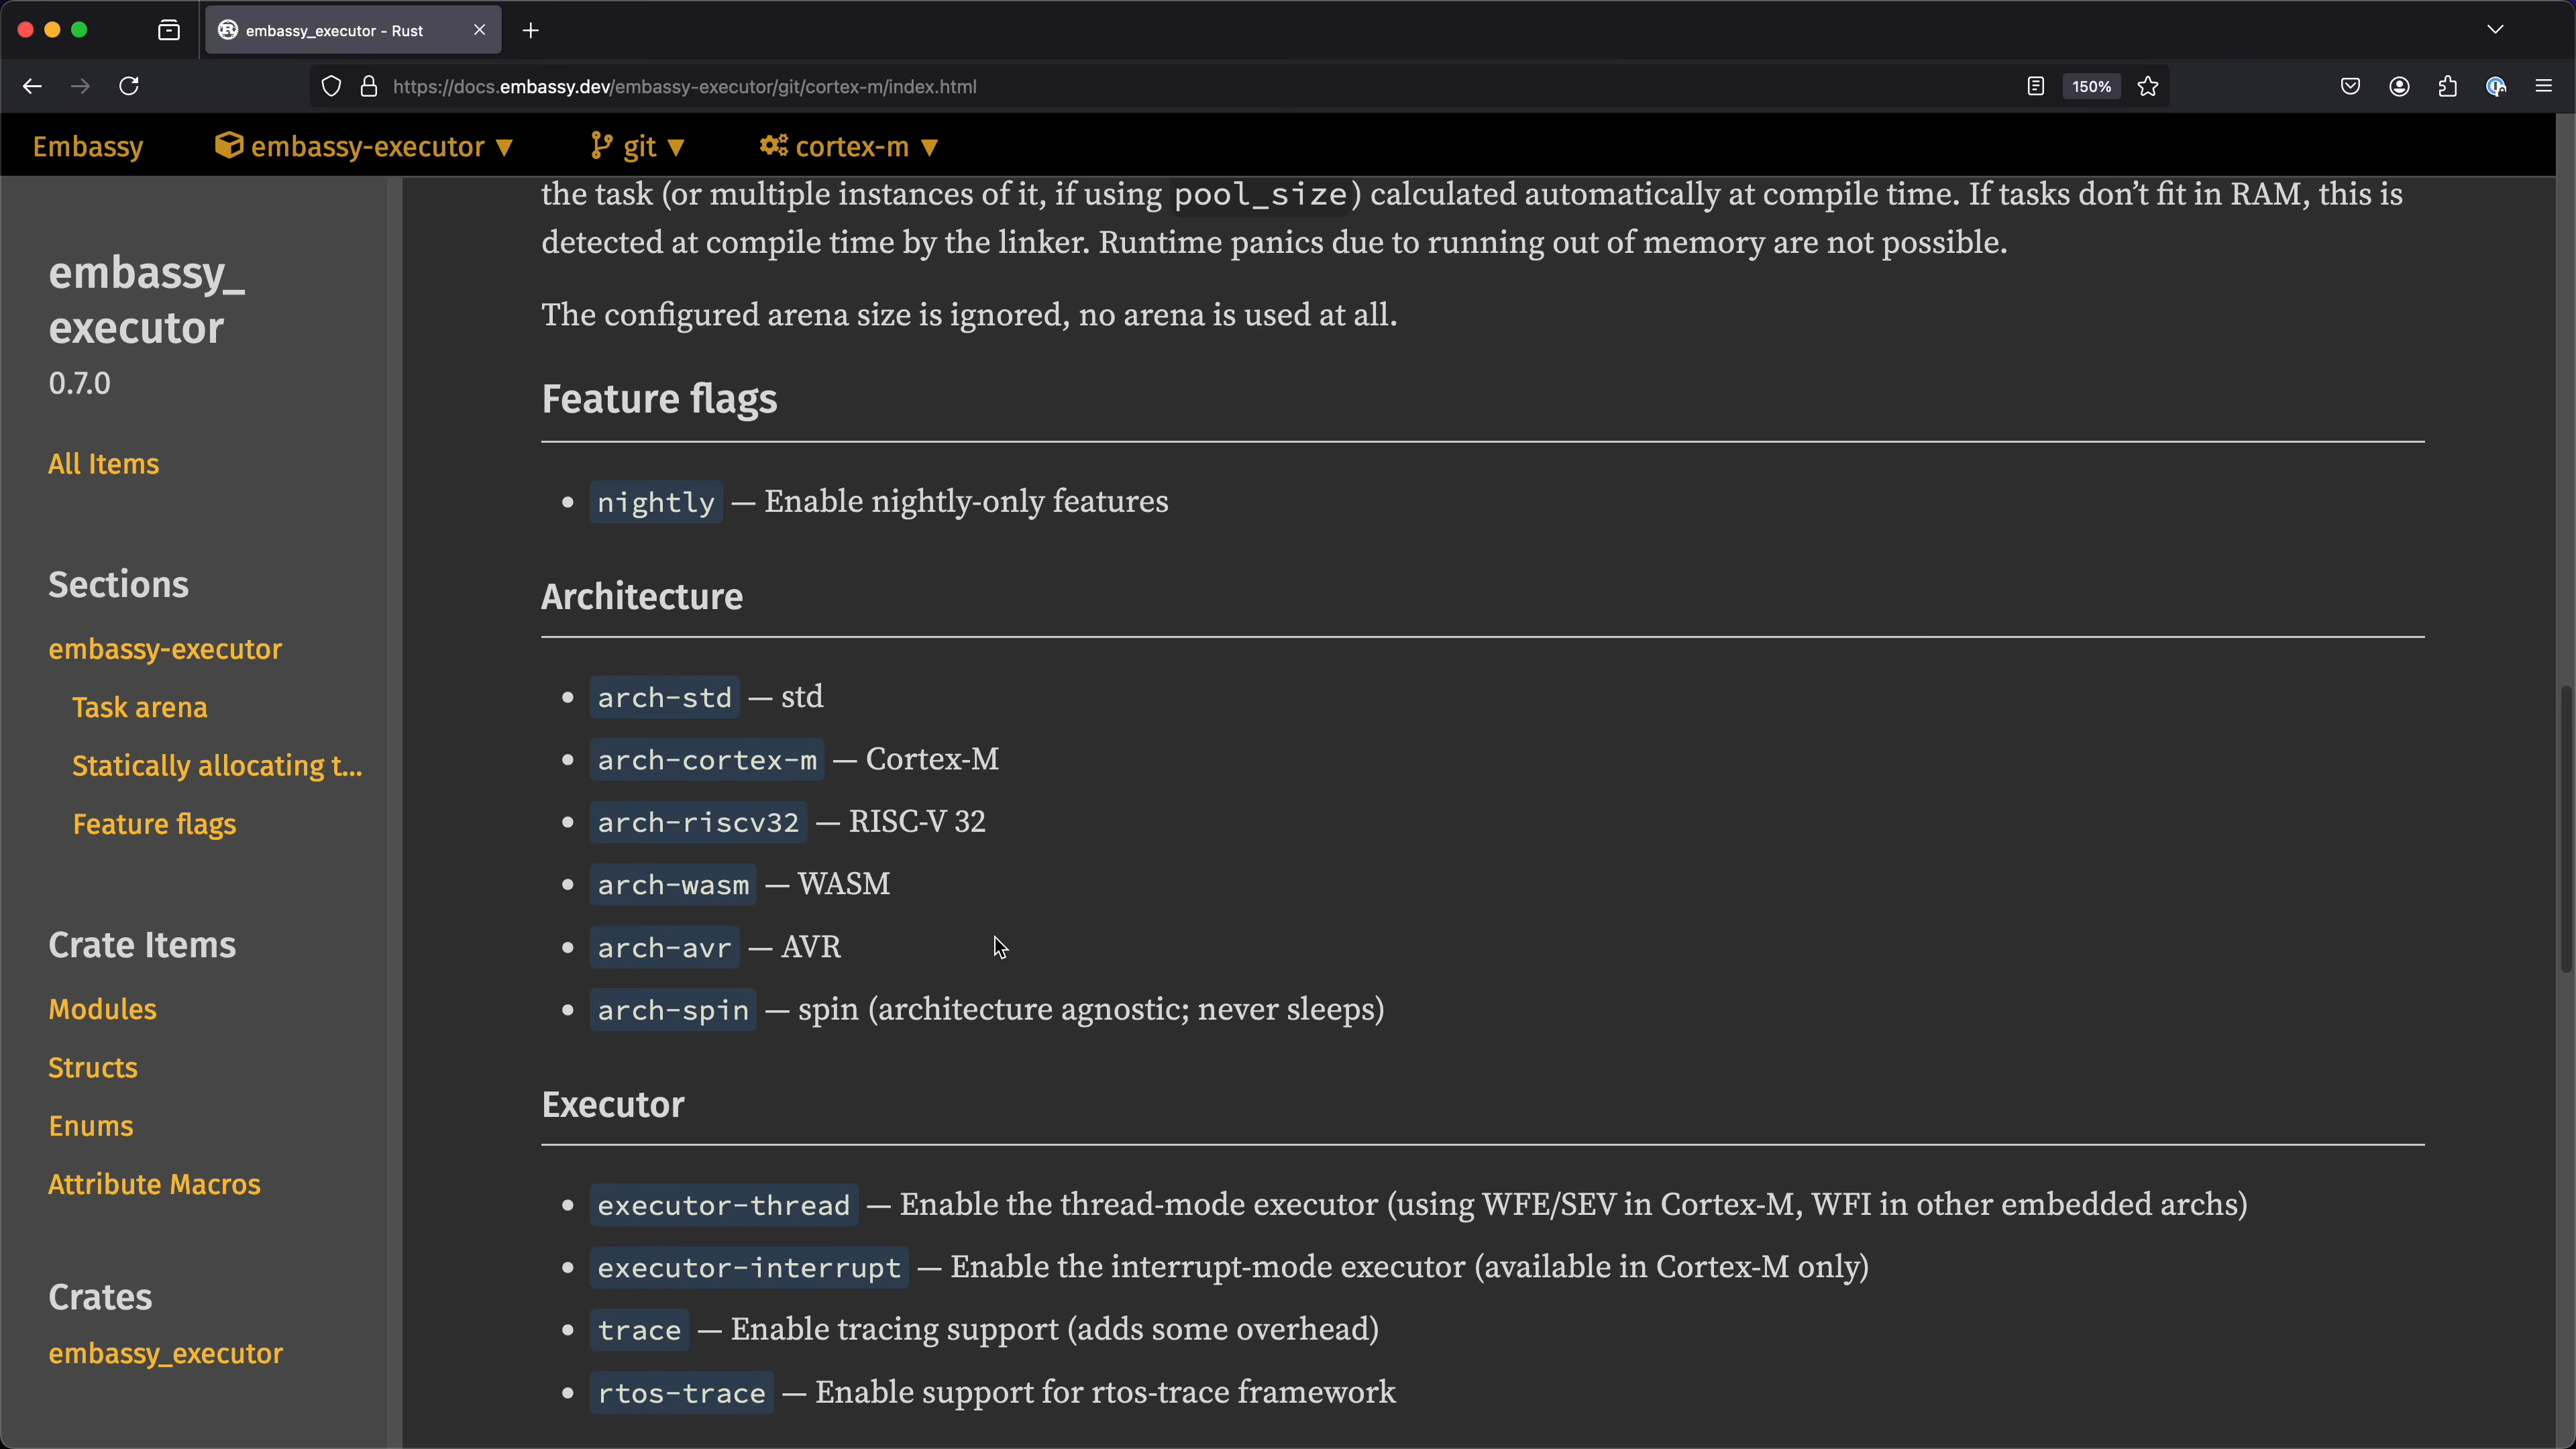 embassy_executor - Rust
https://docs.embassy.dev/embassy-executor/git/cortex-m/index.html
150%
Embassy embassy-executor ▼ git ▼ cortex-m ▼
embassy_
executor
0.7.0
All Items
Sections
embassy-executor
Task arena
Statically allocating t...
Feature flags
Crate Items
Modules
Structs
Enums
Attribute Macros
Crates
embassy_executor
the task (or multiple instances of it, if using pool_size) calculated automatically at compile time. If tasks don’t fit in RAM, this is
detected at compile time by the linker. Runtime panics due to running out of memory are not possible.
The configured arena size is ignored, no arena is used at all.
Feature flags
• nightly — Enable nightly-only features
Architecture
• arch-std — std
• arch-cortex-m — Cortex-M
• arch-riscv32 — RISC-V 32
• arch-wasm — WASM
• arch-avr — AVR
• arch-spin — spin (architecture agnostic; never sleeps)
Executor
• executor-thread — Enable the thread-mode executor (using WFE/SEV in Cortex-M, WFI in other embedded archs)
• executor-interrupt — Enable the interrupt-mode executor (available in Cortex-M only)
• trace — Enable tracing support (adds some overhead)
• rtos-trace — Enable support for rtos-trace framework